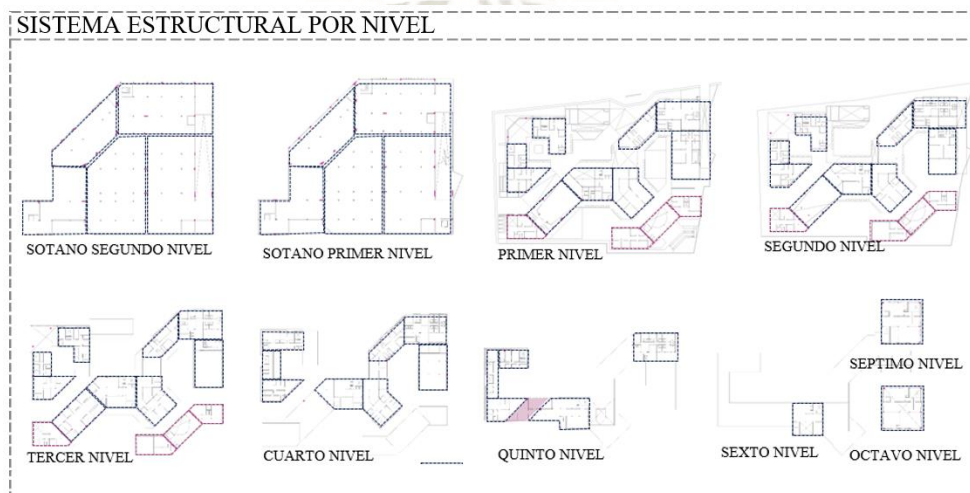 SISTEMA ESTRUCTURAL POR NIVEL
SOTANO SEGUNDO NIVEL
SOTANO PRIMER NIVEL
PRIMER NIVEL
SEGUNDO NIVEL
TERCER NIVEL
CUARTO NIVEL
QUINTO NIVEL
SEXTO NIVEL
SEPTIMO NIVEL
OCTAVO NIVEL